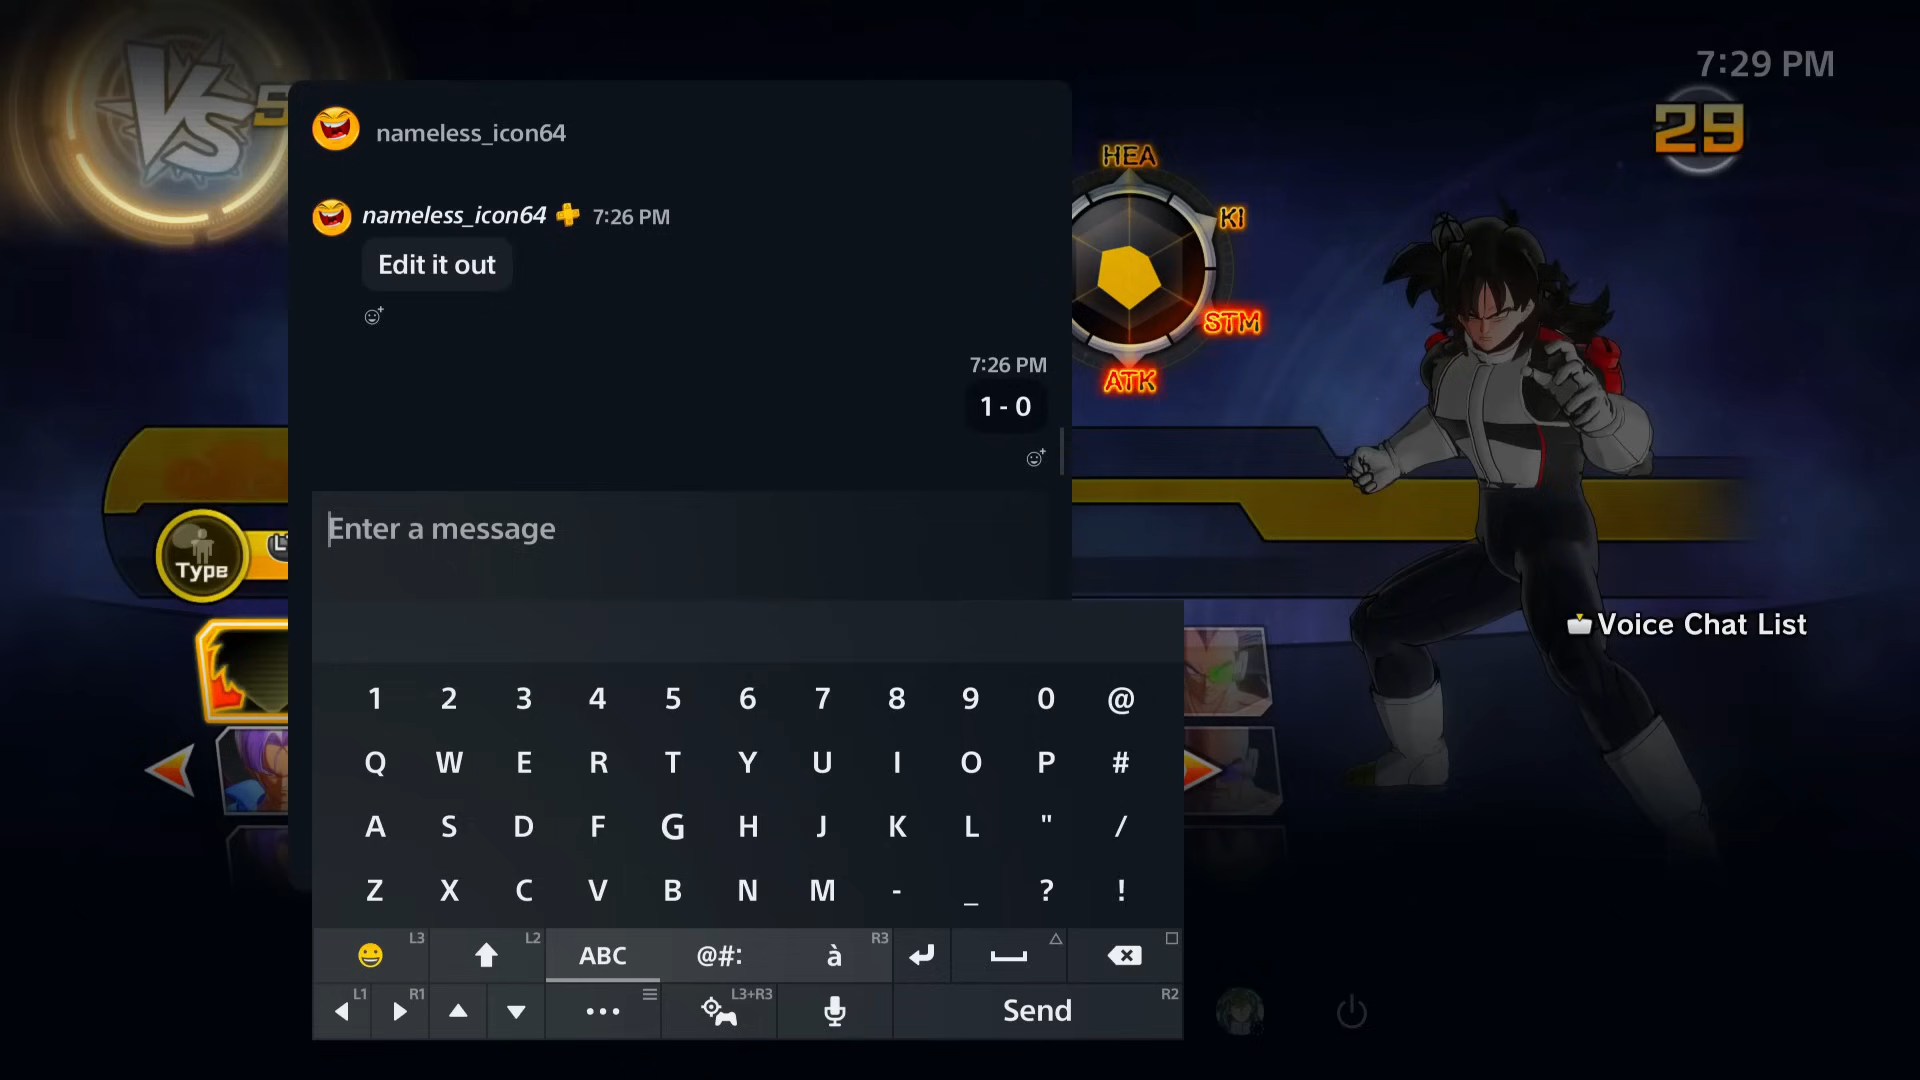 7:29 PM
VS
5
29
nameless_icon64
nameless_icon64 7:26 PM
Edit it out
7:26 PM
1 - 0
HEA
KI
STM
ATK
Enter a message
Type
L
Voice Chat List
1 2 3 4 5 6 7 8 9 0 @
Q W E R T Y U I O P #
A S D F G H J K L " /
Z X C V B N M - _ ? !
L3 L2 ABC @#: à R3
L1 R1 ... L3+R3 Send R2